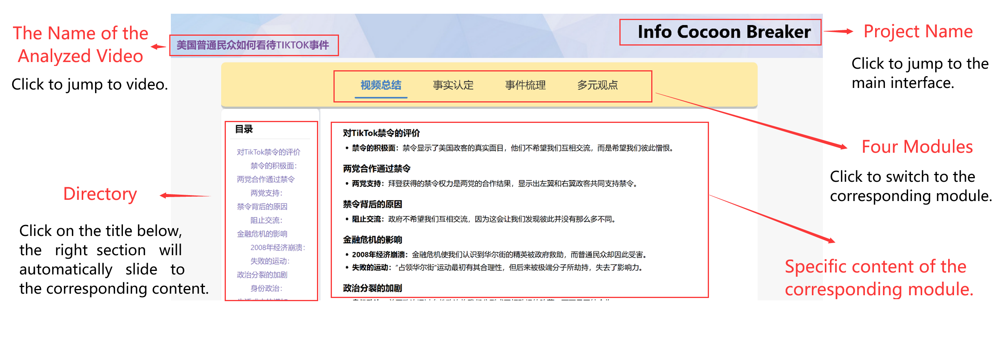 The Name of the
Analyzed Video
Click to jump to video.
美国普通民众如何看待TIKTOK事件
Info Cocoon Breaker
Project Name
Click to jump to the
main interface.
视频总结 事实认定 事件梳理 多元观点
Four Modules
Click to switch to the
corresponding module.
Directory
Click on the title below,
the right section will
automatically slide to
the corresponding content.
目录
对TikTok禁令的评价
禁令的积极面：
两党合作通过禁令
两党支持：
禁令背后的原因
阻止交流：
金融危机的影响
2008年经济崩溃：
失败的运动：
政治分裂的加剧
身份政治：
对TikTok禁令的评价
• 禁令的积极面：禁令显示了美国政客的真实面目，他们不希望我们互相交流，而是希望我们彼此憎恨。
两党合作通过禁令
• 两党支持：拜登获得的禁令权力是两党的合作结果，显示出左翼和右翼政客共同支持禁令。
禁令背后的原因
• 阻止交流：政府不希望我们互相交流，因为这会让我们发现彼此并没有那么多不同。
金融危机的影响
• 2008年经济崩溃：金融危机使我们认识到华尔街的精英被政府救助，而普通民众却因此受害。
• 失败的运动："占领华尔街"运动最初有其合理性，但后来被极端分子所劫持，失去了影响力。
政治分裂的加剧
Specific content of the
corresponding module.